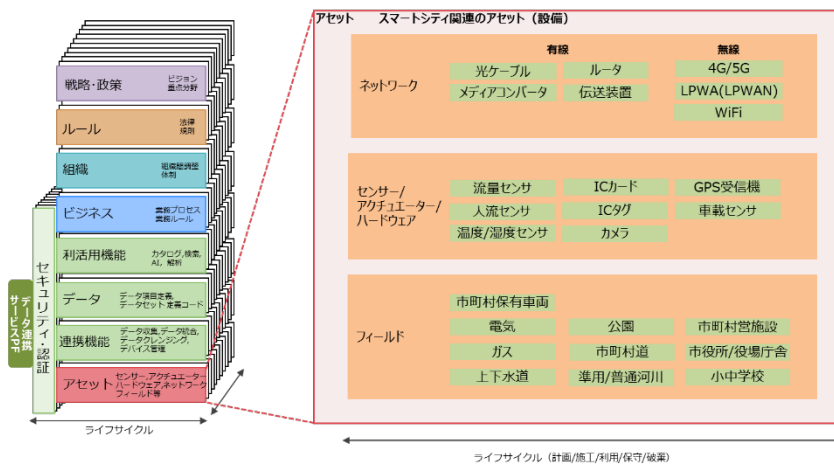 アセット　スマートシティ関連のアセット（設備）
戦略・政策
ビジョン
重点分野
ルール
法律
規則
組織
組織間調整
体制
ビジネス
業務プロセス
業務ルール
利活用機能
カタログ,検索,
AI，解析
データ
データ項目定義,
データセット定義コード
連携機能
データ収集,データ統合,
データクレンジング,
デバイス管理
アセット
センサー,アクチュエーター
ハードウェア,ネットワーク
フィールド等
セキュリティ・認証
データ連携
サービスPF
ライフサイクル
ネットワーク
有線
無線
光ケーブル
ルータ
4G/5G
メディアコンバータ
伝送装置
LPWA(LPWAN)
WiFi
センサー/
アクチュエーター/
ハードウェア
流量センサ
ICカード
GPS受信機
人流センサ
ICタグ
車載センサ
温度/湿度センサ
カメラ
フィールド
市町村保有車両
電気
公園
市町村営施設
ガス
市町村道
市役所/役場庁舎
上下水道
準用/普通河川
小中学校
ライフサイクル（計画/施工/利用/保守/破棄）